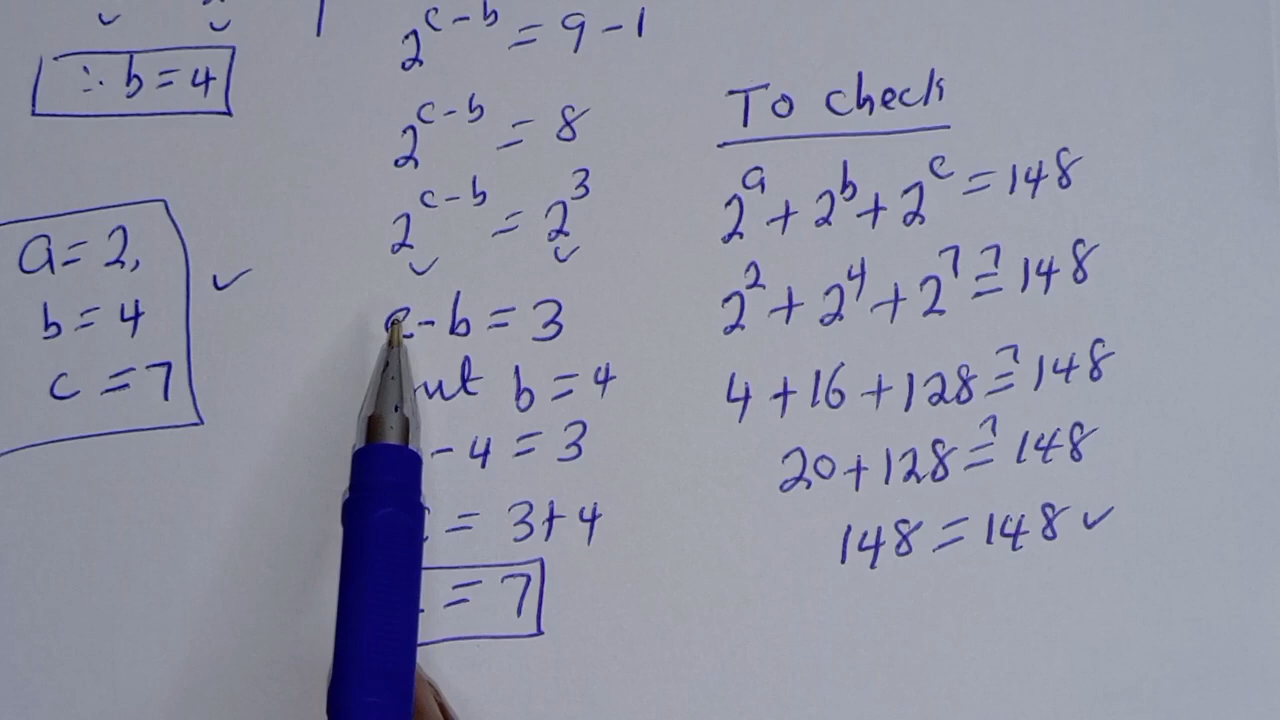 ∴ b = 4
a = 2,
b = 4
c = 7
2^{c-b} = 9 - 1
2^{c-b} = 8
2^{c-b} = 2^3
c - b = 3
but b = 4
- 4 = 3
= 3 + 4
= 7
To check
2^a + 2^b + 2^c = 148
2^2 + 2^4 + 2^7 ≟ 148
4 + 16 + 128 ≟ 148
20 + 128 ≟ 148
148 = 148 ✓